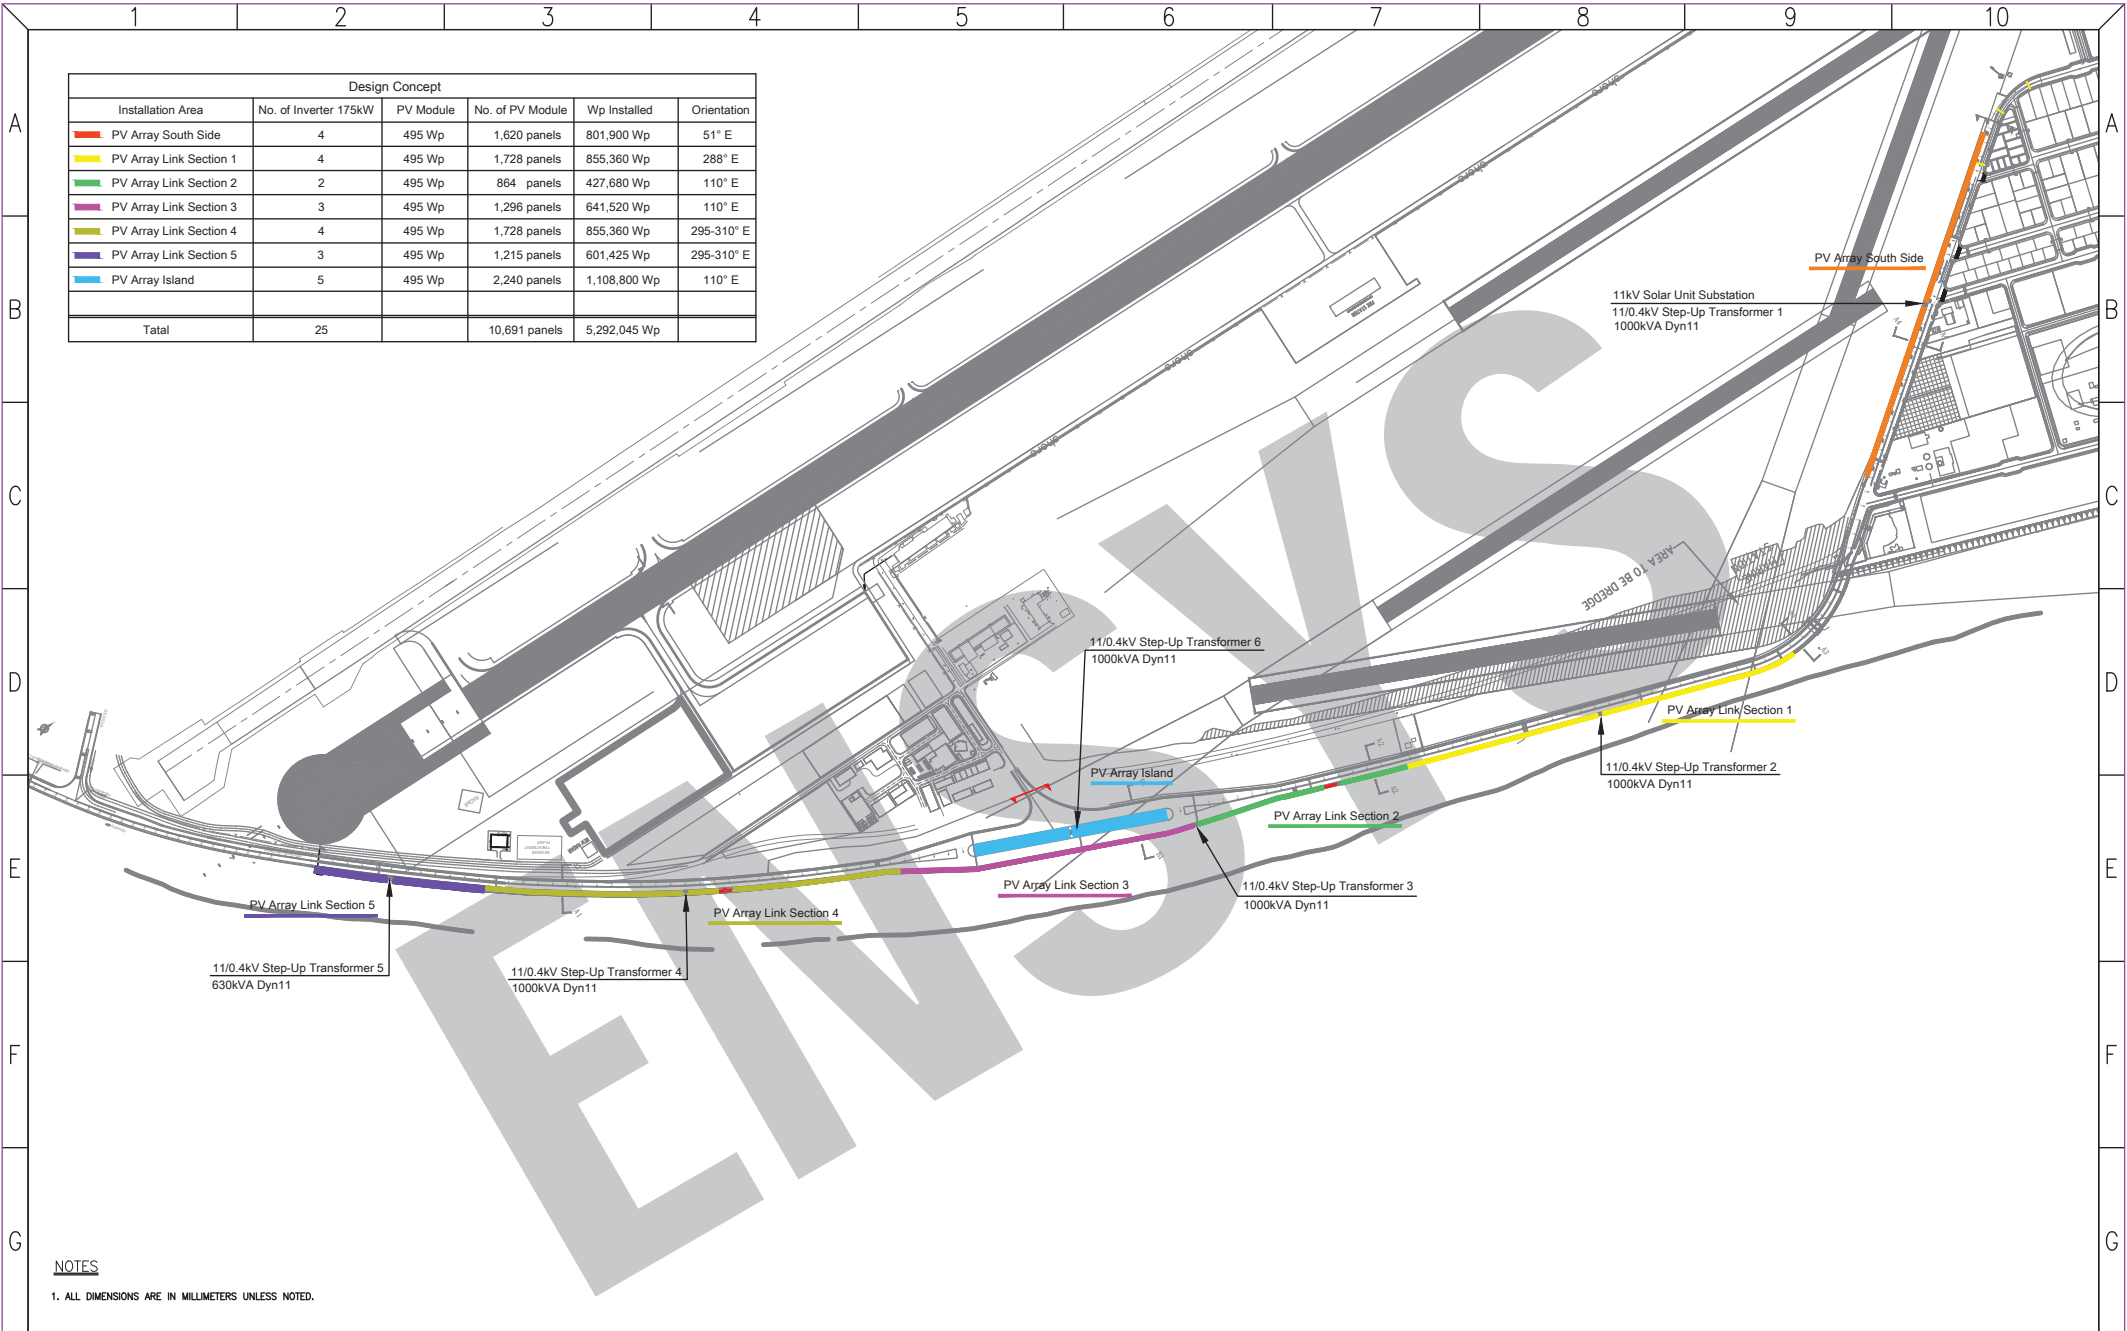 1 2 3 4 5 6 7 8 9 10
Design Concept
Installation Area No. of Inverter 175kW PV Module No. of PV Module Wp Installed Orientation
PV Array South Side 4 495 Wp 1,620 panels 801,900 Wp 51° E
PV Array Link Section 1 4 495 Wp 1,728 panels 855,360 Wp 288° E
PV Array Link Section 2 2 495 Wp 864 panels 427,680 Wp 110° E
PV Array Link Section 3 3 495 Wp 1,296 panels 641,520 Wp 110° E
PV Array Link Section 4 4 495 Wp 1,728 panels 855,360 Wp 295-310° E
PV Array Link Section 5 3 495 Wp 1,215 panels 601,425 Wp 295-310° E
PV Array Island 5 495 Wp 2,240 panels 1,108,800 Wp 110° E
Tatal 25 10,691 panels 5,292,045 Wp
A A
B B
C C
D D
E E
F F
G G
shore
shore
shore
shore
PV Array South Side
11kV Solar Unit Substation
11/0.4kV Step-Up Transformer 1
1000kVA Dyn11
AREA TO BE DREDGE
11/0.4kV Step-Up Transformer 6
1000kVA Dyn11
PV Array Link Section 1
11/0.4kV Step-Up Transformer 2
1000kVA Dyn11
PV Array Island
PV Array Link Section 2
PV Array Link Section 3
11/0.4kV Step-Up Transformer 3
1000kVA Dyn11
PV Array Link Section 5
PV Array Link Section 4
11/0.4kV Step-Up Transformer 5
630kVA Dyn11
11/0.4kV Step-Up Transformer 4
1000kVA Dyn11
ENSYS
NOTES
1. ALL DIMENSIONS ARE IN MILLIMETERS UNLESS NOTED.